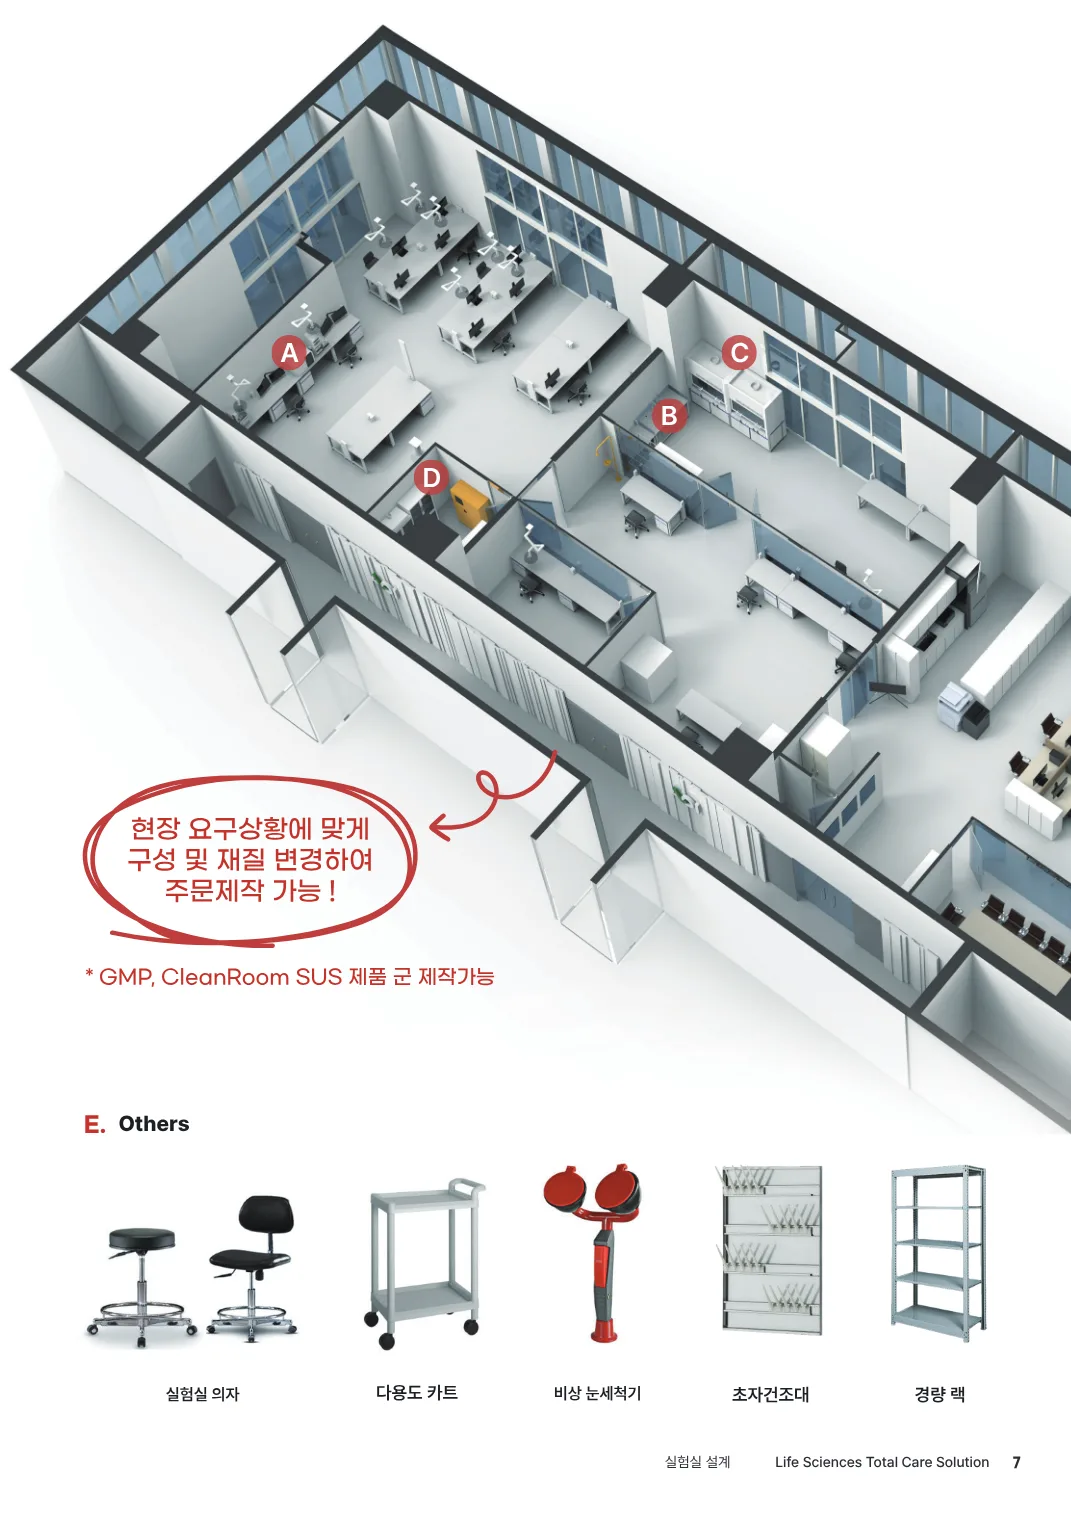 A
C
B
D
현장 요구상황에 맞게
구성 및 재질 변경하여
주문제작 가능 !
* GMP, CleanRoom SUS 제품 군 제작가능
E. Others
실험실 의자
다용도 카트
비상 눈세척기
초자건조대
경량 랙
실험실 설계 Life Sciences Total Care Solution 7